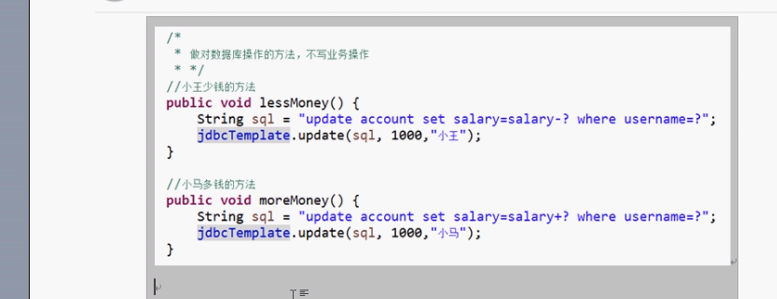 /*
 * 做对数据库操作的方法，不写业务操作
 * */
//小王少钱的方法
public void lessMoney() {
    String sql = "update account set salary=salary-? where username=?";
    jdbcTemplate.update(sql, 1000,"小王");
}

//小马多钱的方法
public void moreMoney() {
    String sql = "update account set salary=salary+? where username=?";
    jdbcTemplate.update(sql, 1000,"小马");
}